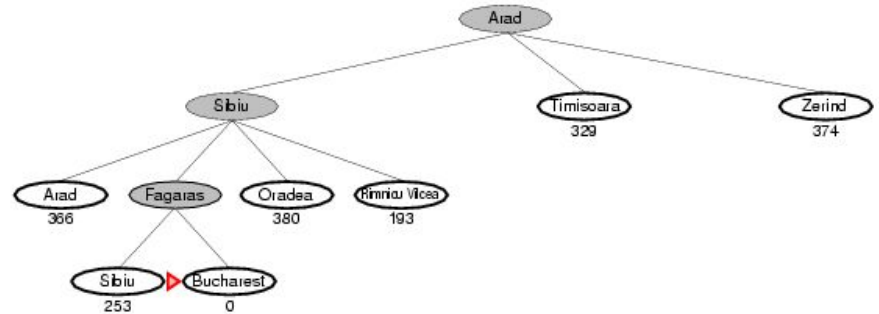 Arad
Sibiu Timisoara Zerind
329 374
Arad Fagaras Oradea Rimnicu Vilcea
366 380 193
Sibiu Bucharest
253 0